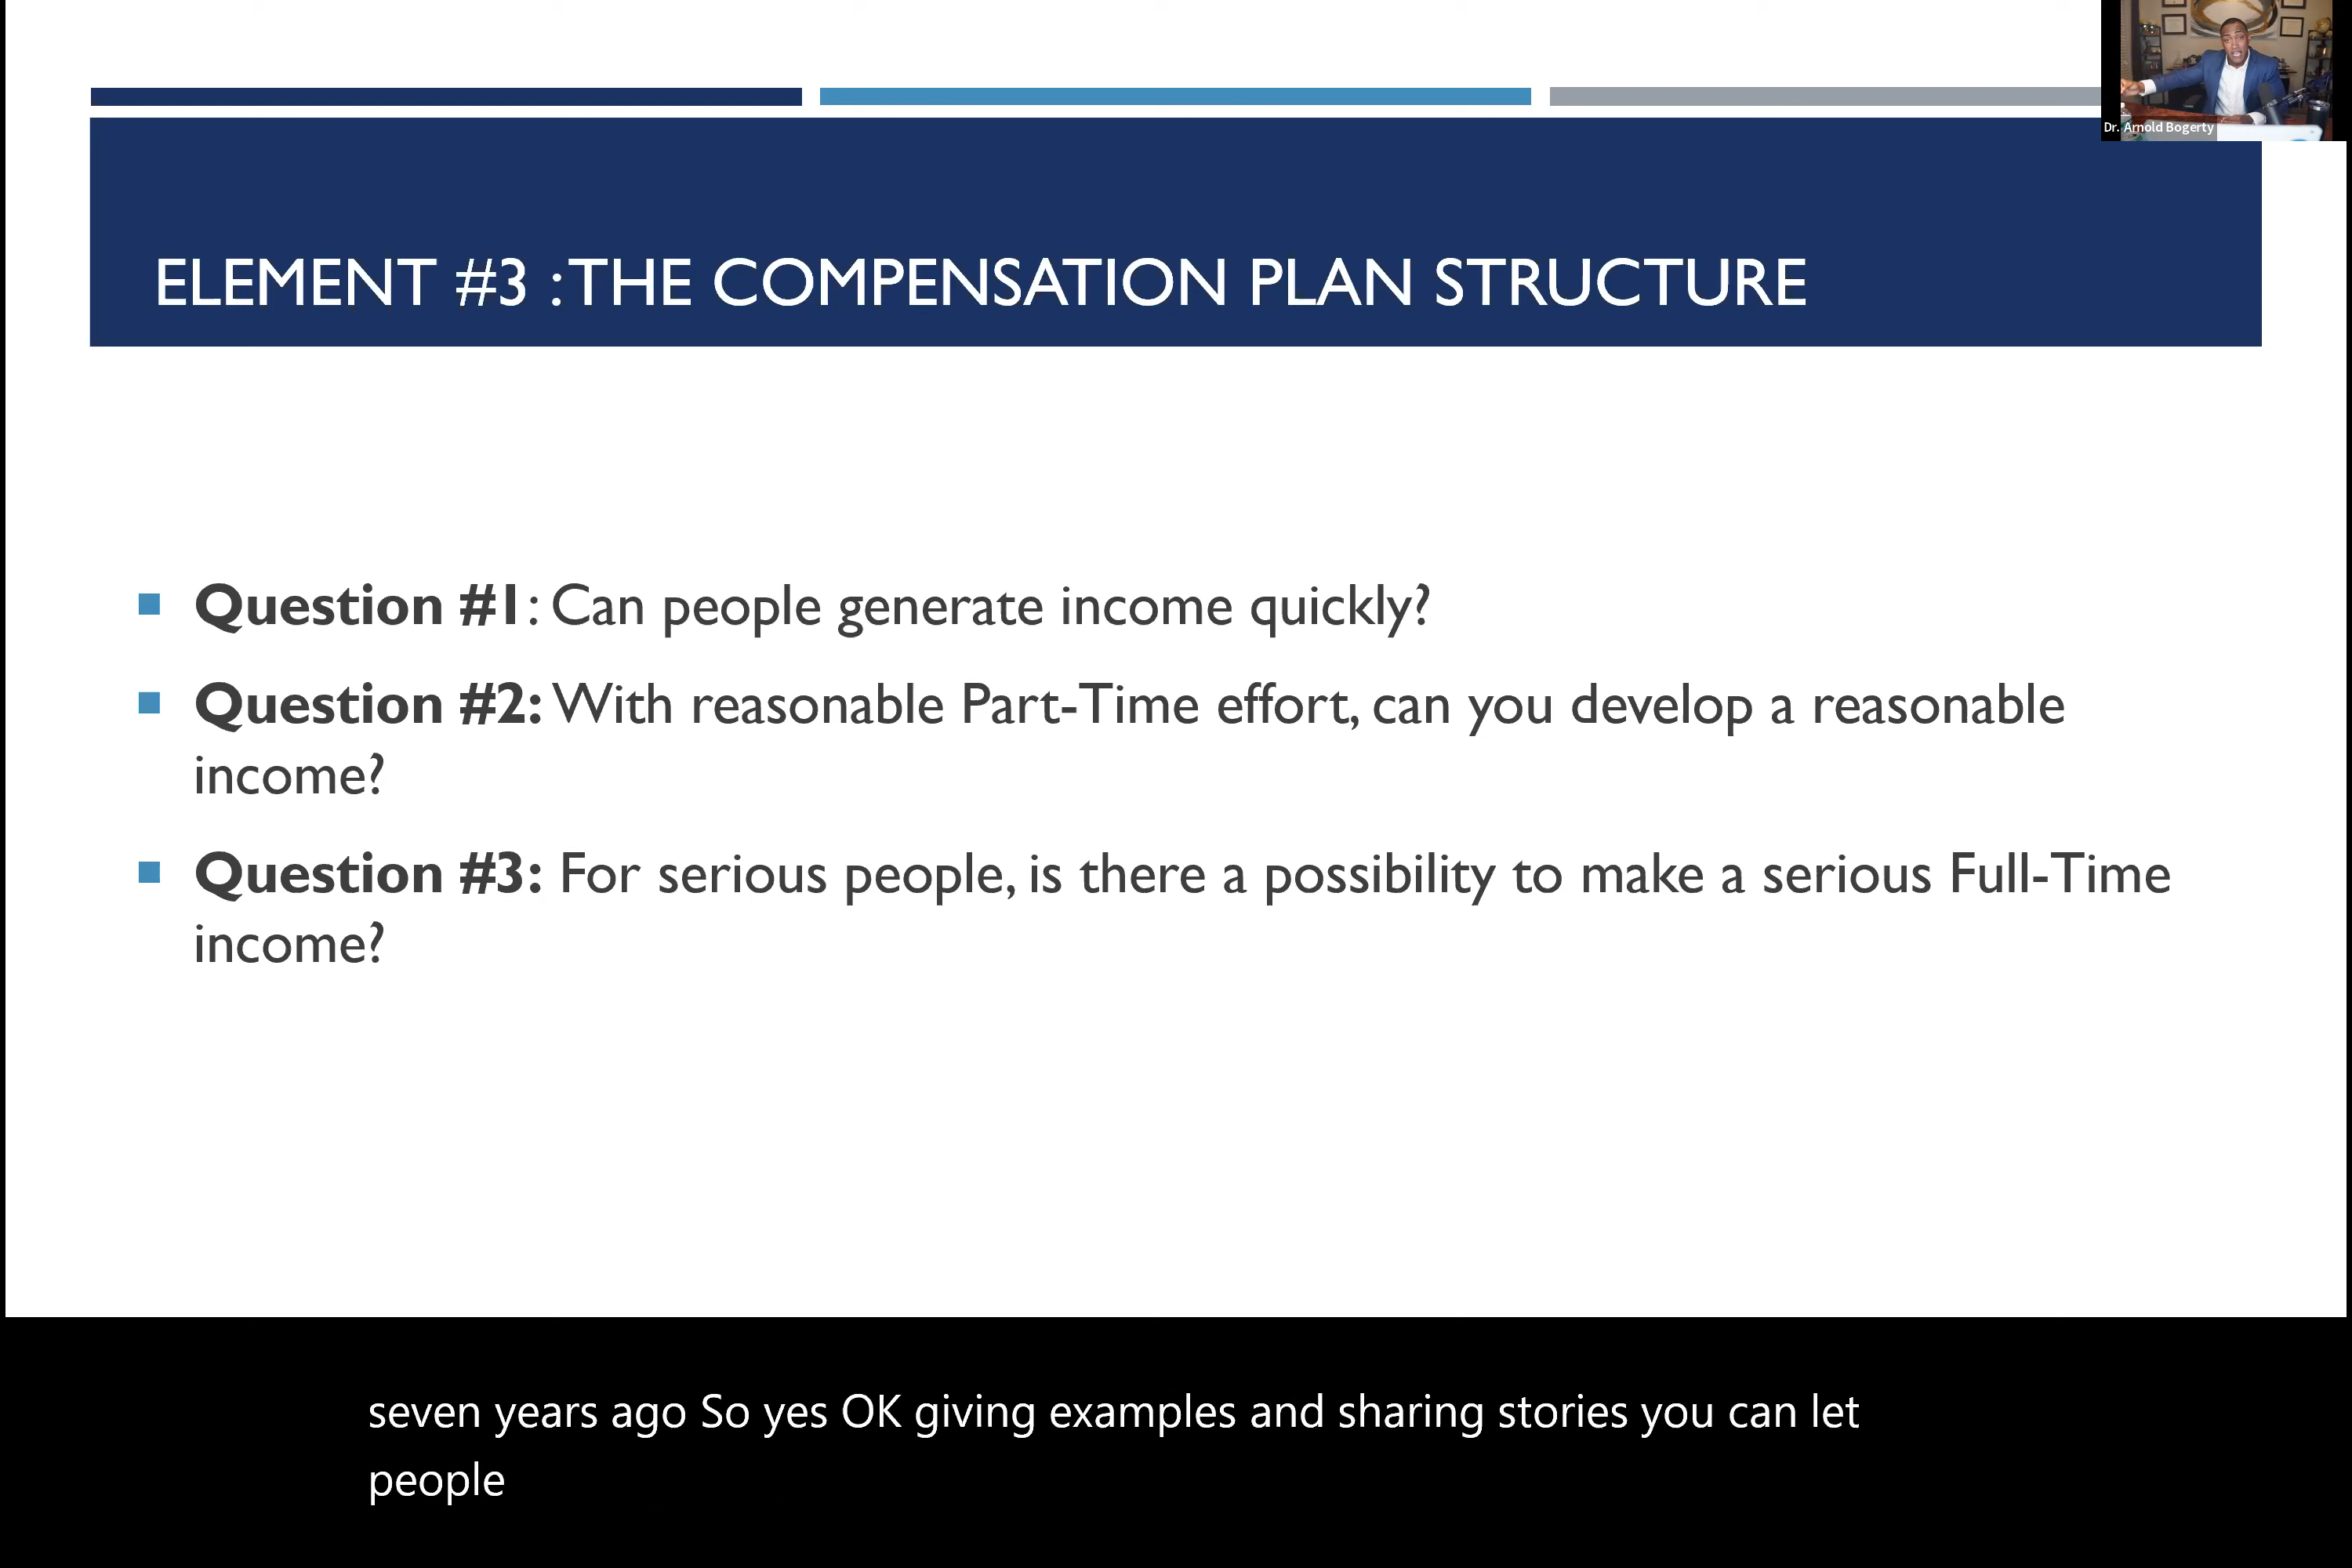 Dr. Arnold Bogerty
ELEMENT #3 : THE COMPENSATION PLAN STRUCTURE
Question #1: Can people generate income quickly?
Question #2: With reasonable Part-Time effort, can you develop a reasonable
income?
Question #3: For serious people, is there a possibility to make a serious Full-Time
income?
seven years ago So yes OK giving examples and sharing stories you can let
people